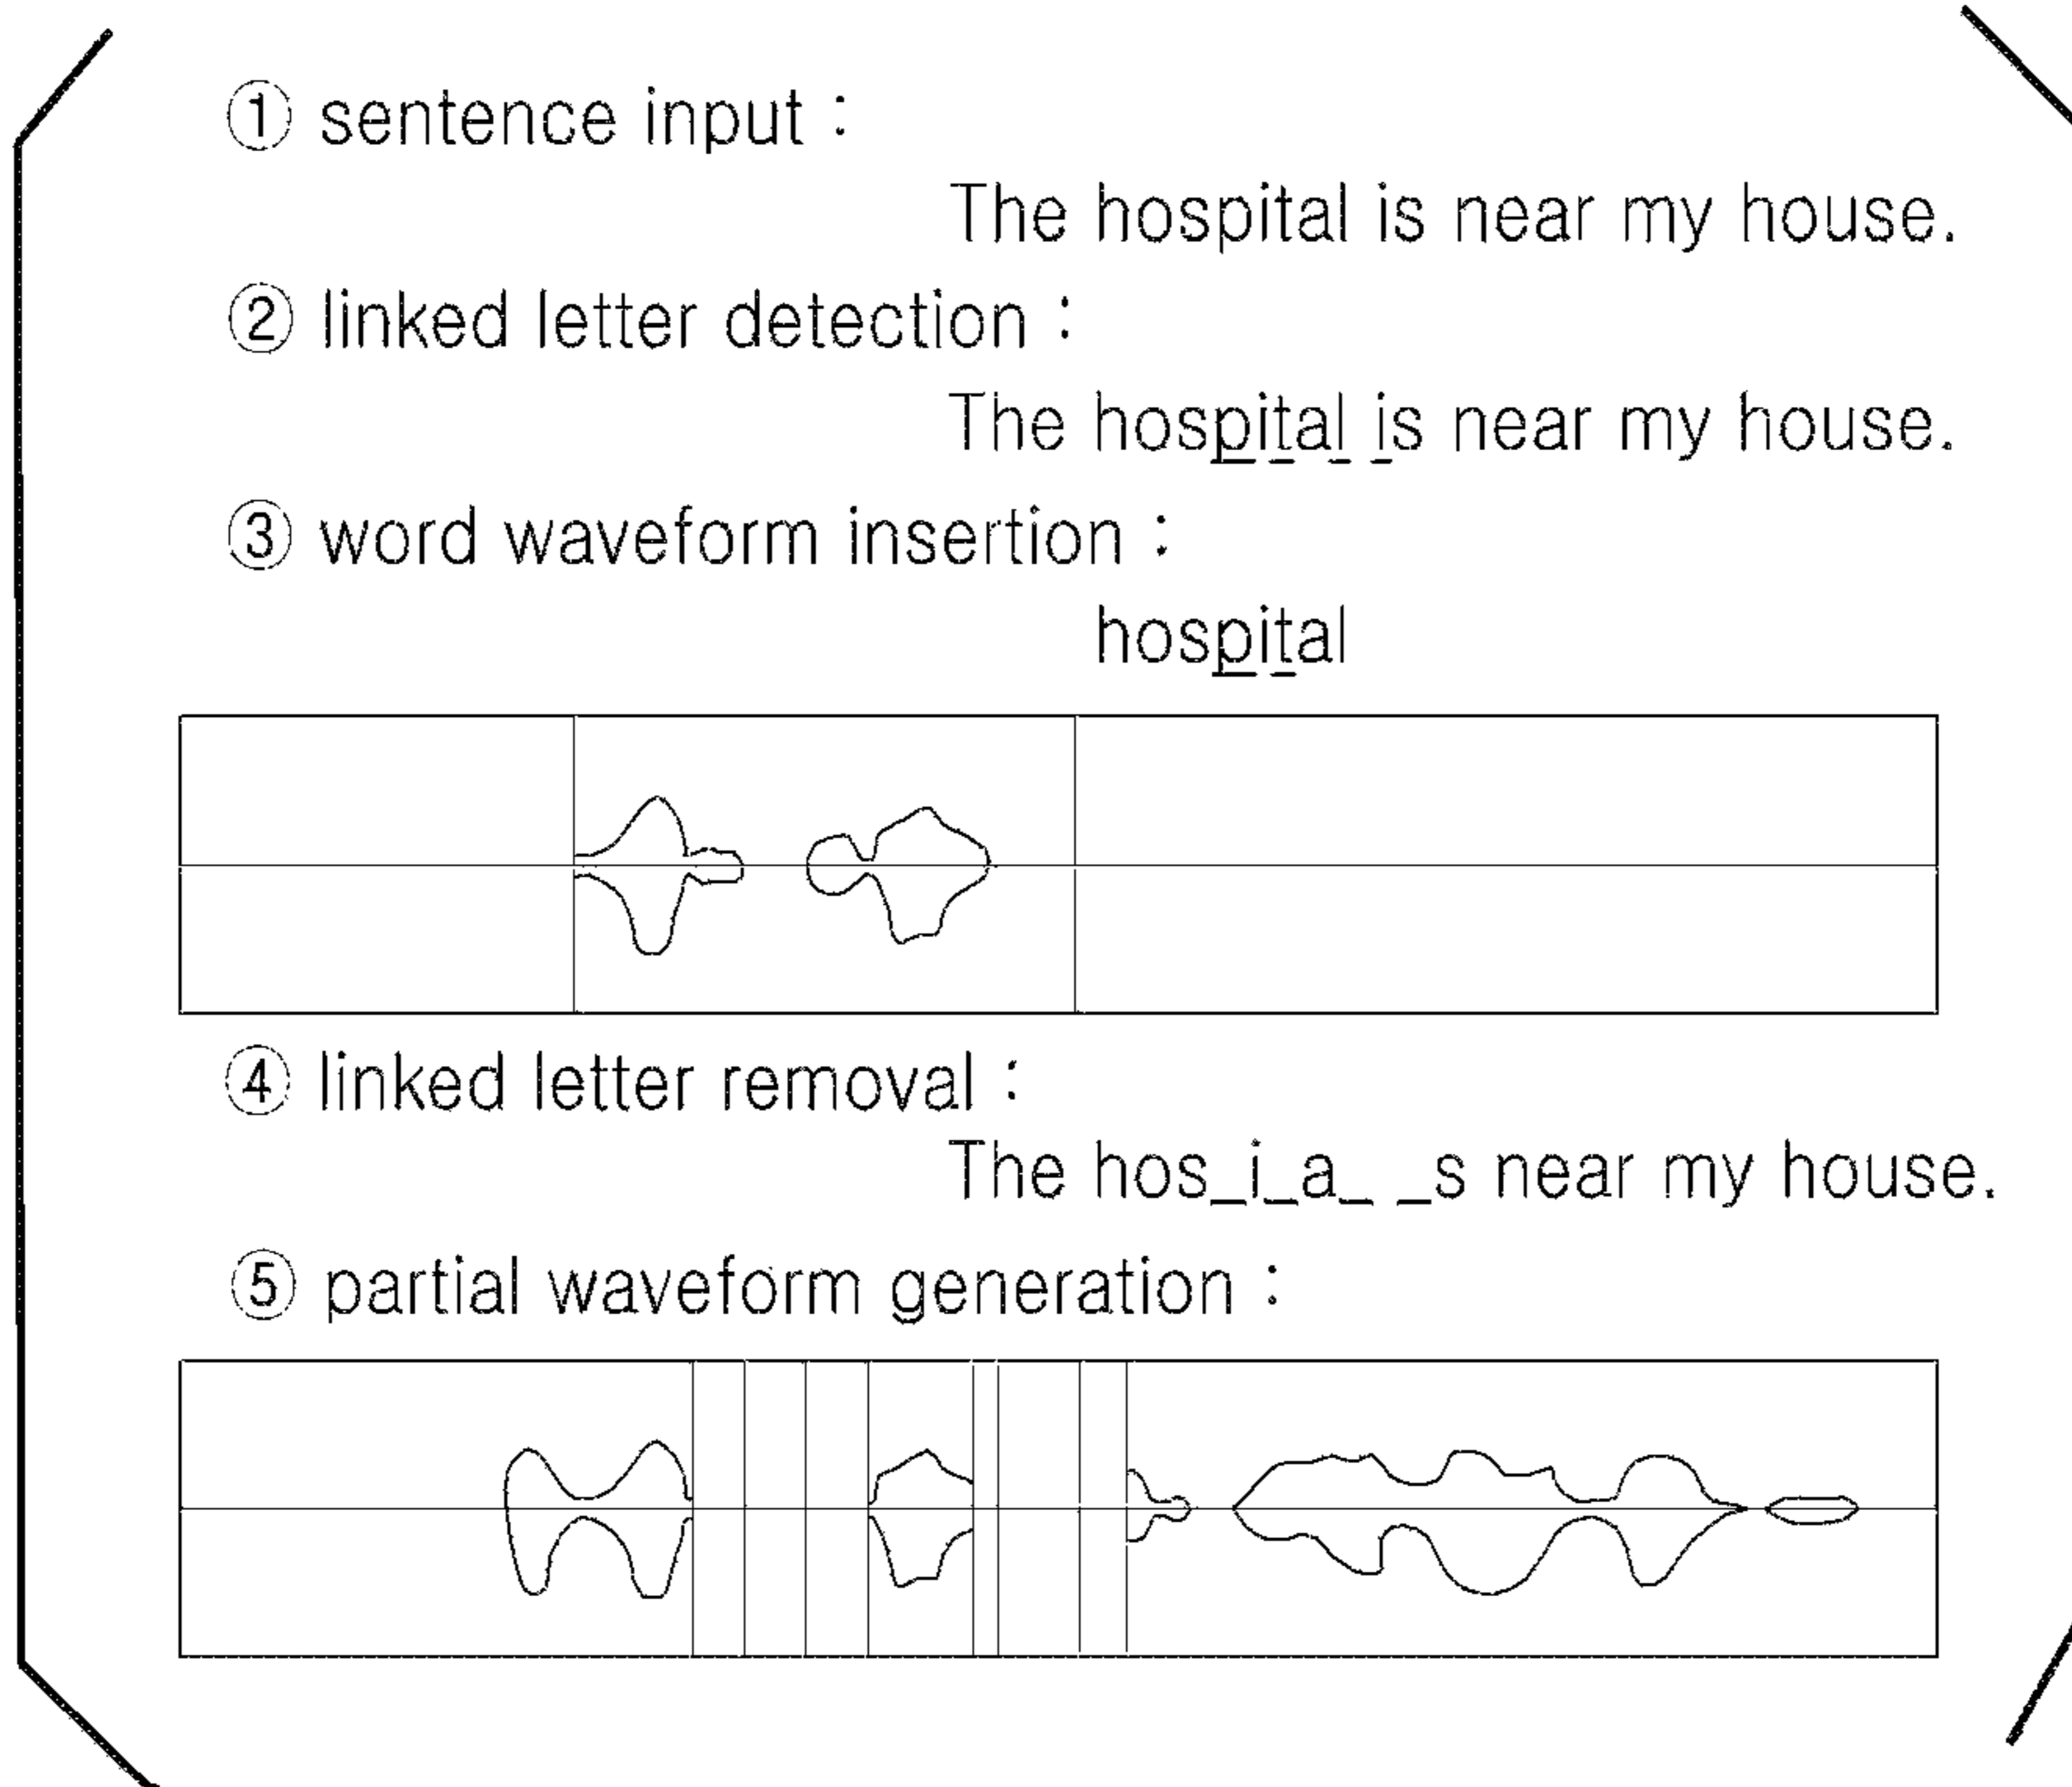 ① sentence input :
The hospital is near my house.
② linked letter detection :
The hospital is near my house.
③ word waveform insertion :
hospital
④ linked letter removal :
The hos_i_a_ _s near my house.
⑤ partial waveform generation :